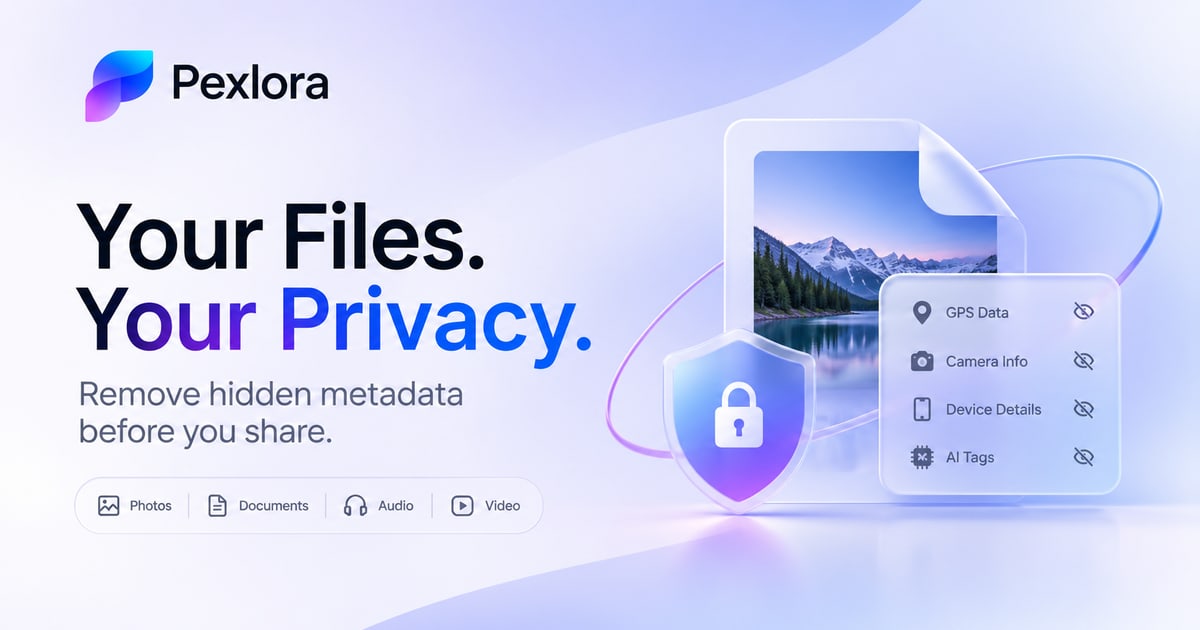 Pexlora
Your Files.
Your Privacy.
Remove hidden metadata
before you share.
Photos
Documents
Audio
Video
GPS Data
Camera Info
Device Details
AI Tags